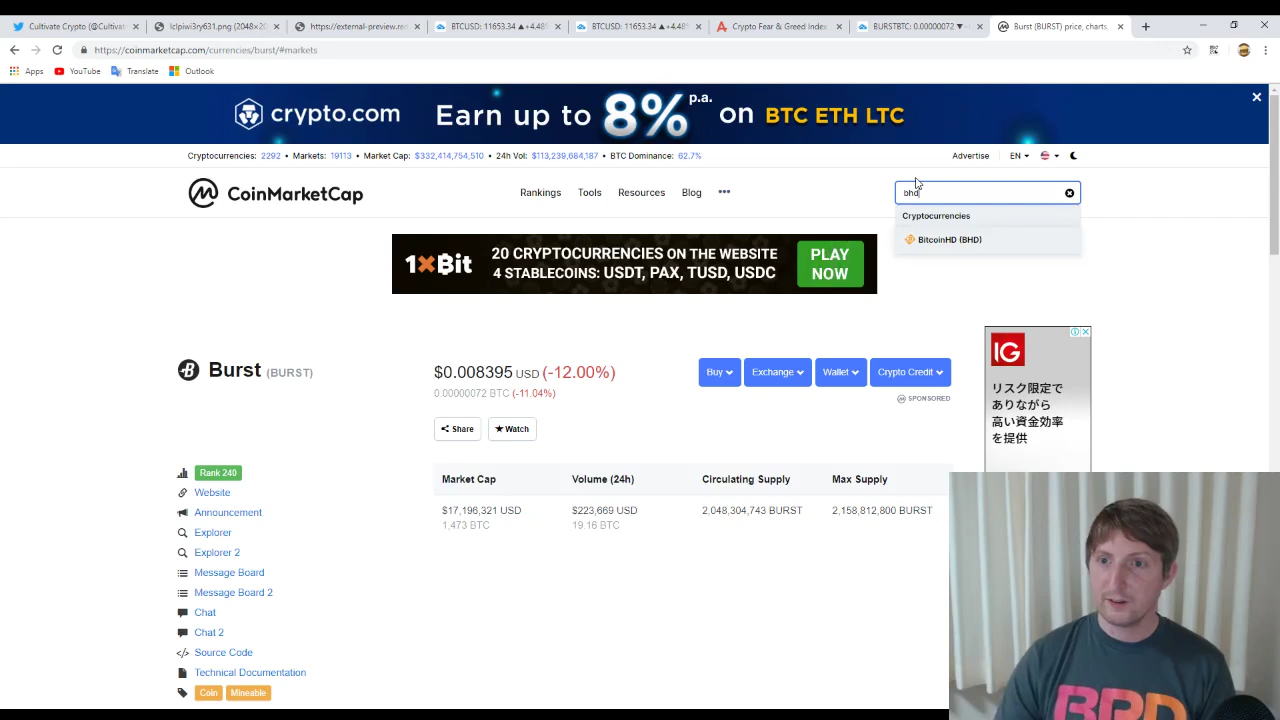 Cultivate Crypto (@Cultivat
lclpiwi3ry631.png (2048×20
https://external-preview.red
BTCUSD: 11653.34 ▲+4.48%
BTCUSD: 11653.34 ▲+4.48%
Crypto Fear & Greed Index
BURSTBTC: 0.00000072 ▼
Burst (BURST) price, charts,
https://coinmarketcap.com/currencies/burst/#markets
Apps
YouTube
Translate
Outlook
crypto.com
Earn up to 8% p.a. on BTC ETH LTC
Cryptocurrencies: 2292 • Markets: 19113 • Market Cap: $332,414,754,510 • 24h Vol: $113,239,684,187 • BTC Dominance: 62.7%
Advertise
EN
CoinMarketCap
Rankings
Tools
Resources
Blog
•••
bhd
Cryptocurrencies
BitcoinHD (BHD)
1XBit
20 CRYPTOCURRENCIES ON THE WEBSITE
4 STABLECOINS: USDT, PAX, TUSD, USDC
PLAY
NOW
Burst (BURST)
$0.008395 USD (-12.00%)
0.00000072 BTC (-11.04%)
Buy
Exchange
Wallet
Crypto Credit
SPONSORED
Share
Watch
IG
リスク限定で
ありながら
高い資金効率
を提供
Rank 240
Website
Announcement
Explorer
Explorer 2
Message Board
Message Board 2
Chat
Chat 2
Source Code
Technical Documentation
Coin
Mineable
Market Cap
Volume (24h)
Circulating Supply
Max Supply
$17,196,321 USD
$223,669 USD
2,048,304,743 BURST
2,158,812,800 BURST
1,473 BTC
19.16 BTC
BPD